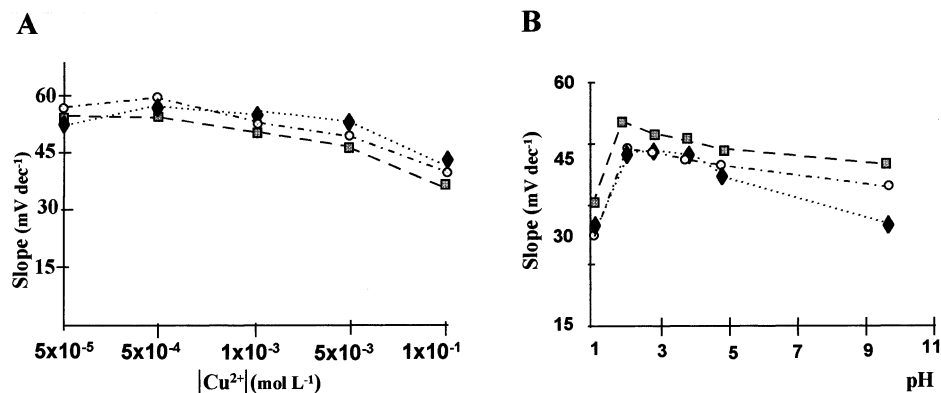 A
B
Slope (mV dec⁻¹)
60
45
30
15
5x10⁻⁵ 5x10⁻⁴ 1x10⁻³ 5x10⁻³ 1x10⁻¹
|Cu²⁺| (mol L⁻¹)
Slope (mV dec⁻¹)
60
45
30
15
1 3 5 7 9 11
pH